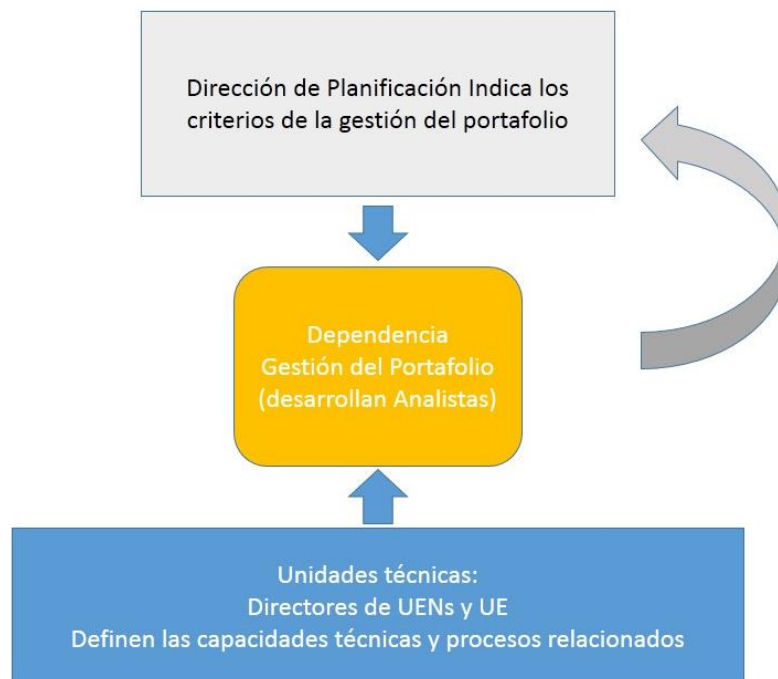 Dirección de Planificación Indica los
criterios de la gestión del portafolio
Dependencia
Gestión del Portafolio
(desarrollan Analistas)
Unidades técnicas:
Directores de UENs y UE
Definen las capacidades técnicas y procesos relacionados